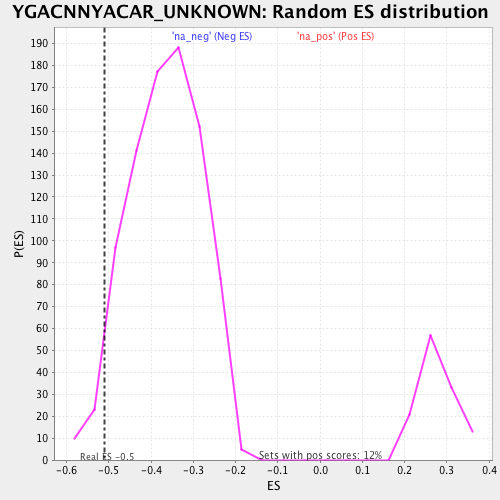 YGACNNYACAR_UNKNOWN: Random ES distribution
'na_neg' (Neg ES) 'na_pos' (Pos ES)
190
180
170
160
150
140
130
120
110
100
90
80
70
60
50
40
30
20
10
0
P(ES)
Real ES -0.5
Sets with pos scores: 12%
-0.6 -0.5 -0.4 -0.3 -0.2 -0.1 0.0 0.1 0.2 0.3 0.4
ES